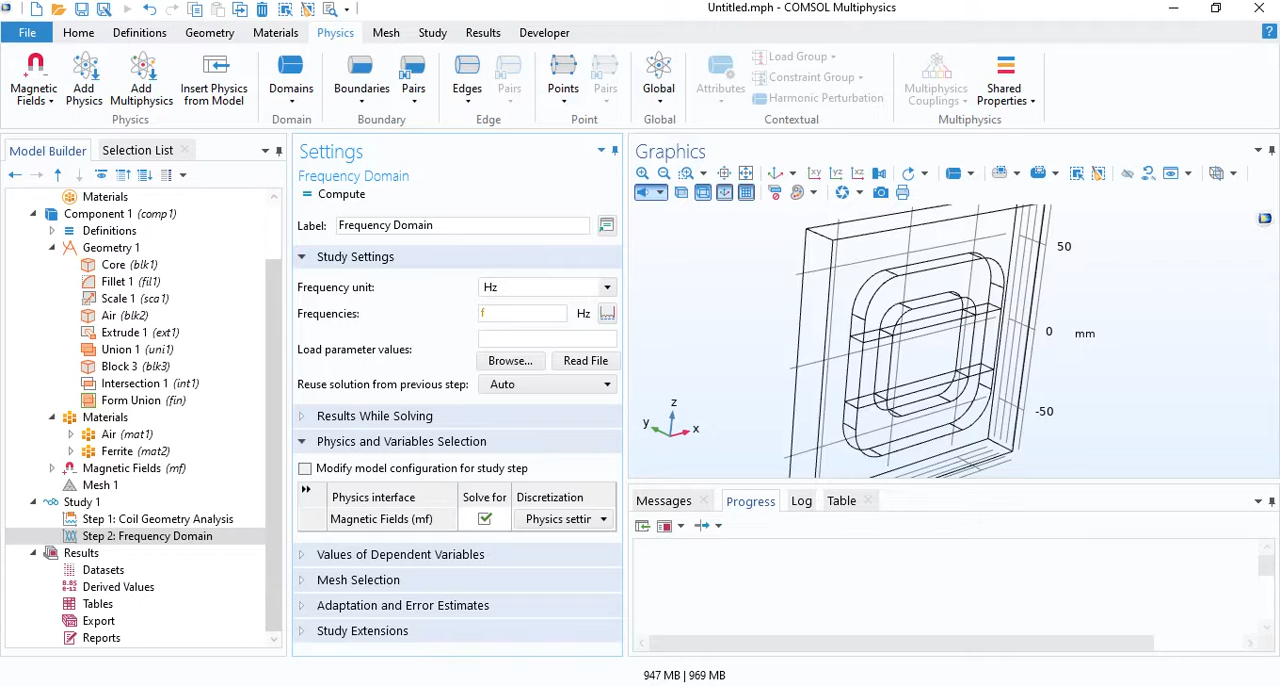 Untitled.mph - COMSOL Multiphysics
File Home Definitions Geometry Materials Physics Mesh Study Results Developer
Magnetic Fields
Add Physics
Add Multiphysics
Insert Physics from Model
Domains
Boundaries
Pairs
Edges
Pairs
Points
Pairs
Global
Attributes
Load Group
Constraint Group
Harmonic Perturbation
Multiphysics Couplings
Shared Properties
Physics Domain Boundary Edge Point Global Contextual Multiphysics
Model Builder Selection List
Materials
Component 1 (comp1)
Definitions
Geometry 1
Core (blk1)
Fillet 1 (fil1)
Scale 1 (sca1)
Air (blk2)
Extrude 1 (ext1)
Union 1 (uni1)
Block 3 (blk3)
Intersection 1 (int1)
Form Union (fin)
Materials
Air (mat1)
Ferrite (mat2)
Magnetic Fields (mf)
Mesh 1
Study 1
Step 1: Coil Geometry Analysis
Step 2: Frequency Domain
Results
Datasets
8.85
e-12 Derived Values
Tables
Export
Reports
Settings
Frequency Domain
= Compute
Label: Frequency Domain
Study Settings
Frequency unit: Hz
Frequencies: f Hz
Load parameter values:
Browse... Read File
Reuse solution from previous step: Auto
Results While Solving
Physics and Variables Selection
Modify model configuration for study step
Physics interface Solve for Discretization
Magnetic Fields (mf) Physics settir
Values of Dependent Variables
Mesh Selection
Adaptation and Error Estimates
Study Extensions
Graphics
xy yz xz
50
0 mm
-50
z
y x
Messages Progress Log Table
947 MB | 969 MB